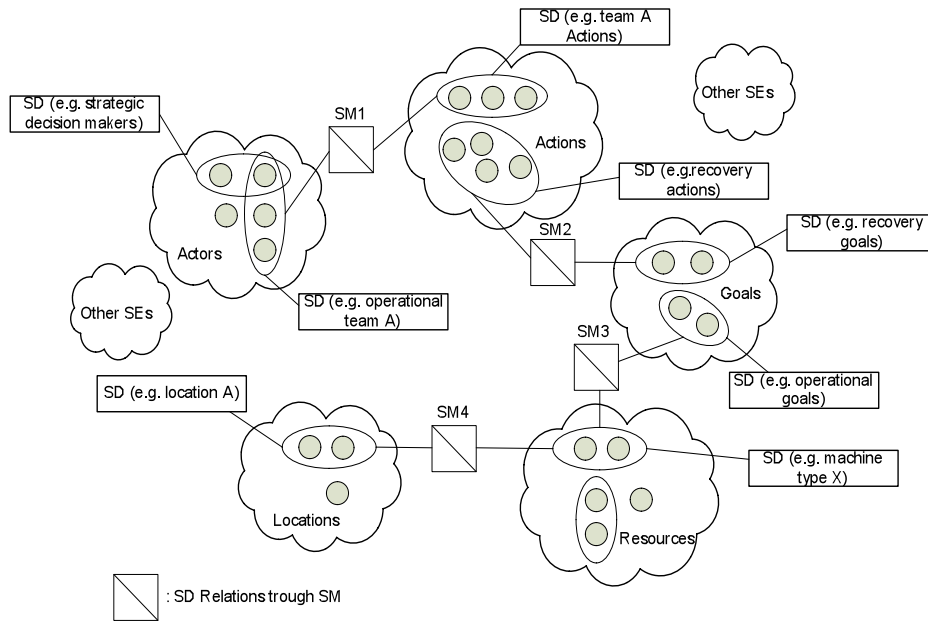 SD (e.g. team A
Actions)
Other SEs
SD (e.g. strategic
decision makers)
SM1
Actions
SD (e.g.recovery
actions)
Actors
SM2
SD (e.g. recovery
goals)
Goals
Other SEs
SD (e.g. operational
team A)
SM3
SD (e.g. location A)
SD (e.g. operational
goals)
SM4
SD (e.g. machine
type X)
Locations
Resources
: SD Relations trough SM